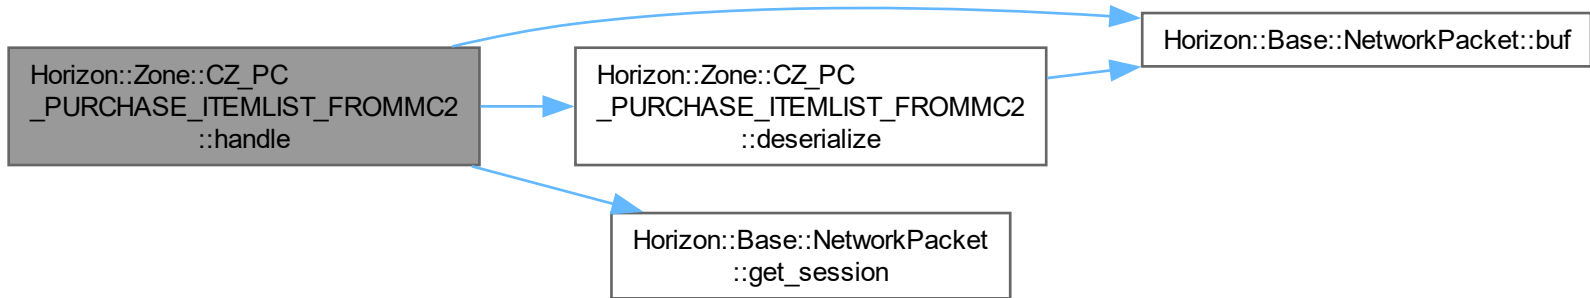 Horizon::Zone::CZ_PC
_PURCHASE_ITEMLIST_FROMMC2
::handle
Horizon::Zone::CZ_PC
_PURCHASE_ITEMLIST_FROMMC2
::deserialize
Horizon::Base::NetworkPacket::buf
Horizon::Base::NetworkPacket
::get_session